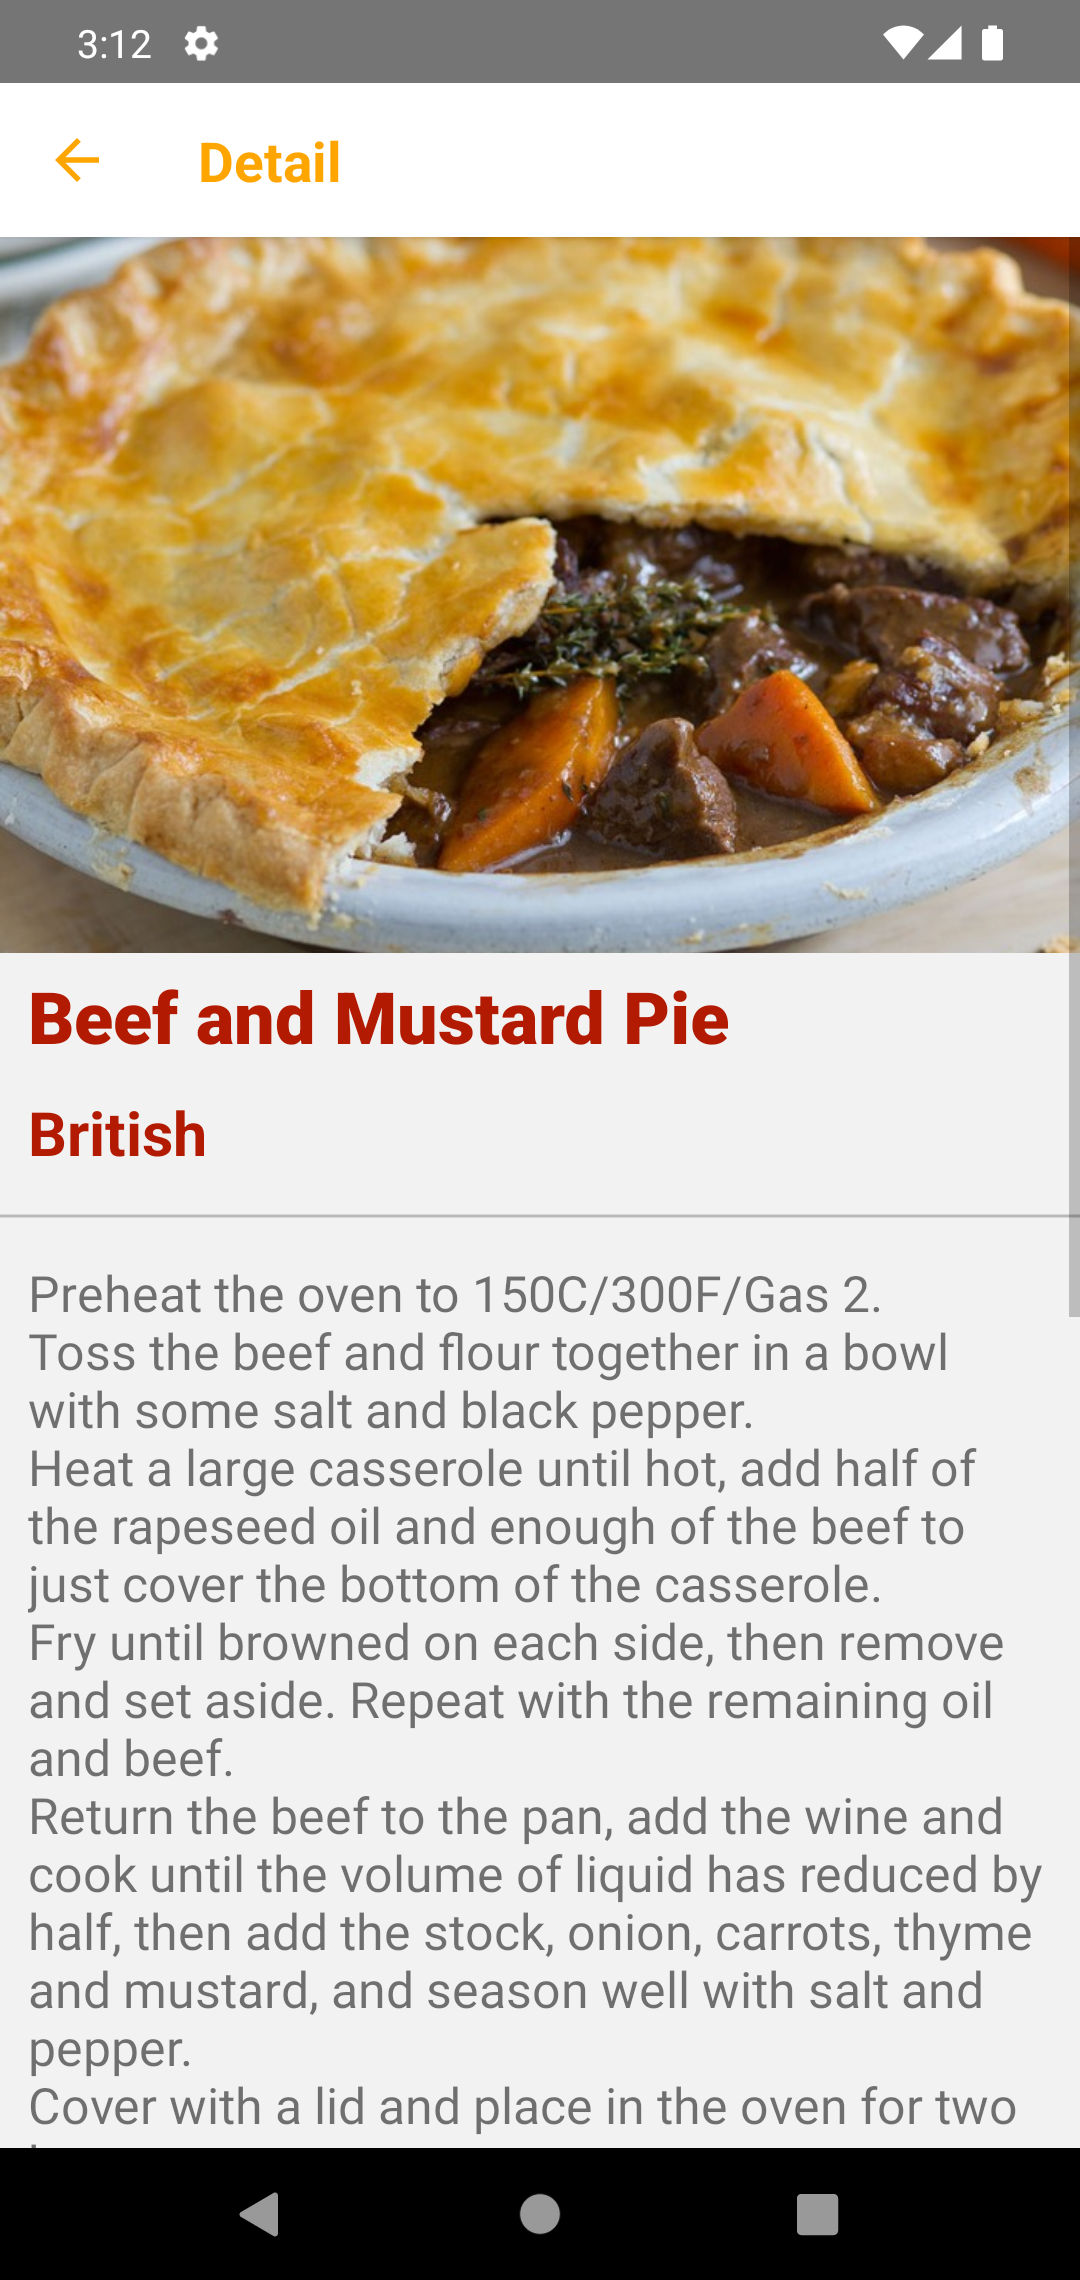 3:12
Detail
Beef and Mustard Pie
British
Preheat the oven to 150C/300F/Gas 2.
Toss the beef and flour together in a bowl
with some salt and black pepper.
Heat a large casserole until hot, add half of
the rapeseed oil and enough of the beef to
just cover the bottom of the casserole.
Fry until browned on each side, then remove
and set aside. Repeat with the remaining oil
and beef.
Return the beef to the pan, add the wine and
cook until the volume of liquid has reduced by
half, then add the stock, onion, carrots, thyme
and mustard, and season well with salt and
pepper.
Cover with a lid and place in the oven for two